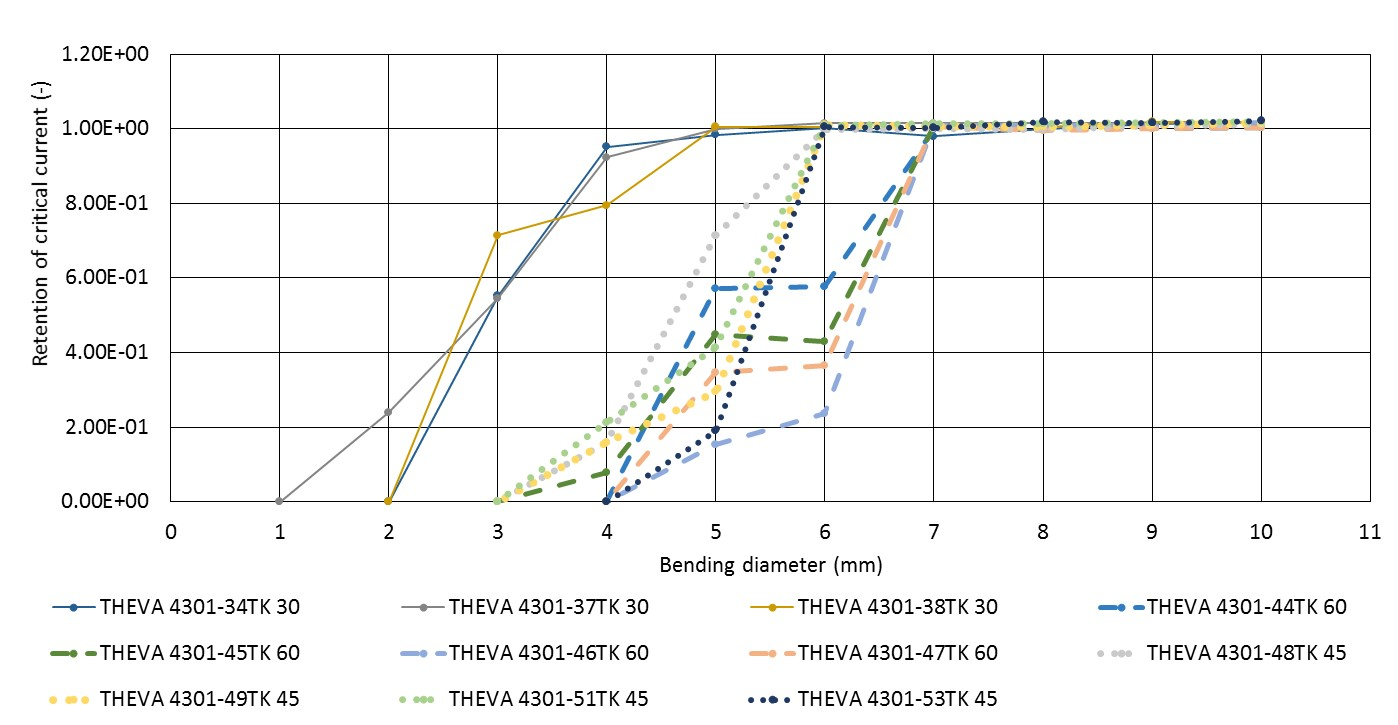 1.20E+00
1.00E+00
8.00E-01
6.00E-01
4.00E-01
2.00E-01
0.00E+00
Retention of critical current (-)
0 1 2 3 4 5 6 7 8 9 10 11
Bending diameter (mm)
THEVA 4301-34TK 30 THEVA 4301-37TK 30 THEVA 4301-38TK 30 THEVA 4301-44TK 60
THEVA 4301-45TK 60 THEVA 4301-46TK 60 THEVA 4301-47TK 60 THEVA 4301-48TK 45
THEVA 4301-49TK 45 THEVA 4301-51TK 45 THEVA 4301-53TK 45